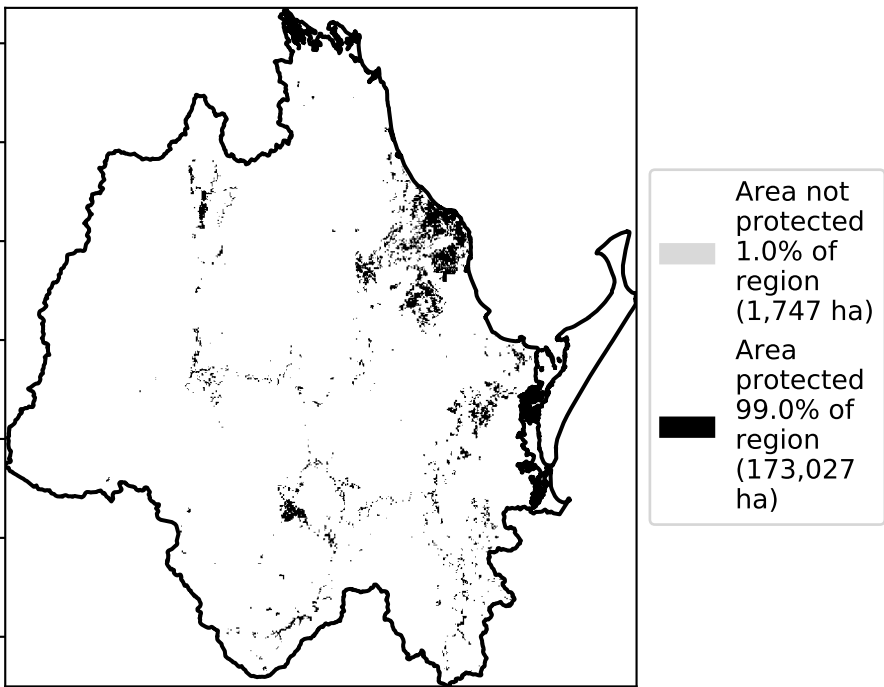 Area not
protected
1.0% of
region
(1,747 ha)
Area
protected
99.0% of
region
(173,027
ha)